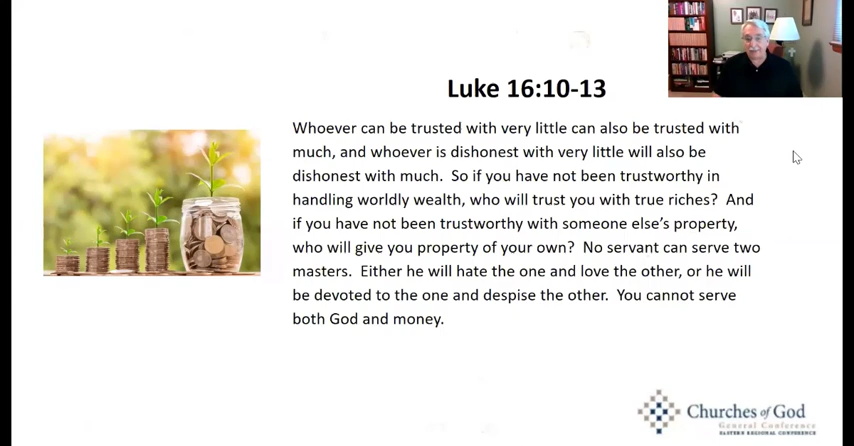 Luke 16:10-13
Whoever can be trusted with very little can also be trusted with
much, and whoever is dishonest with very little will also be
dishonest with much.  So if you have not been trustworthy in
handling worldly wealth, who will trust you with true riches?  And
if you have not been trustworthy with someone else’s property,
who will give you property of your own?  No servant can serve two
masters.  Either he will hate the one and love the other, or he will
be devoted to the one and despise the other.  You cannot serve
both God and money.
Churches of God
General Conference
EASTERN REGIONAL CONFERENCE